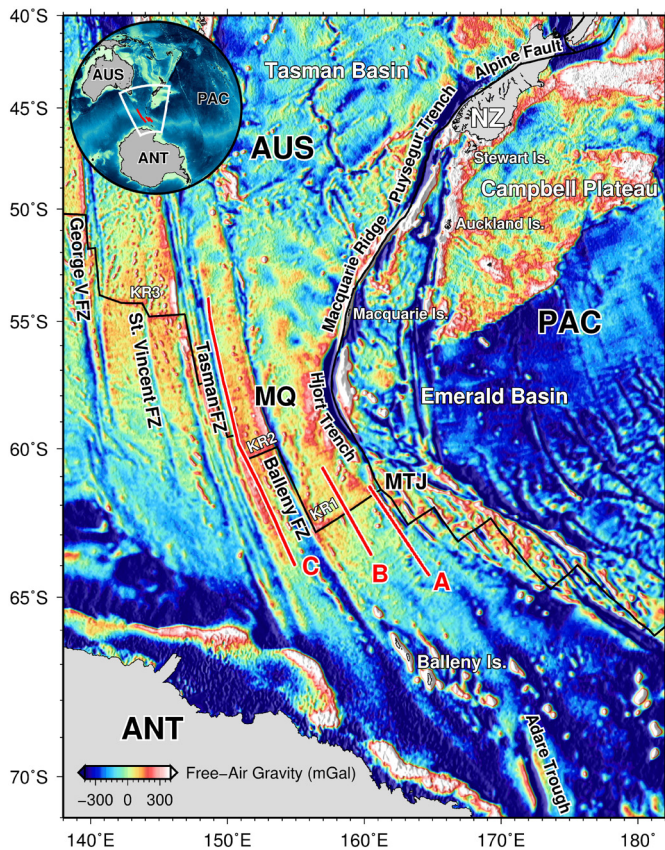 40°S
45°S
50°S
55°S
60°S
65°S
70°S
AUS
PAC
ANT
Tasman Basin
Alpine Fault
AUS
Puysegur Trench
NZ
Stewart Is.
Campbell Plateau
Auckland Is.
George V FZ
KR3
Macquarie Ridge
Macquarie Is.
PAC
St. Vincent FZ
Tasman FZ
MQ
Hjort Trench
Emerald Basin
KR2
Balleny FZ
KR1
MTJ
C
B
A
Balleny Is.
ANT
Adare Trough
Free−Air Gravity (mGal)
−300 0 300
140°E 150°E 160°E 170°E 180°